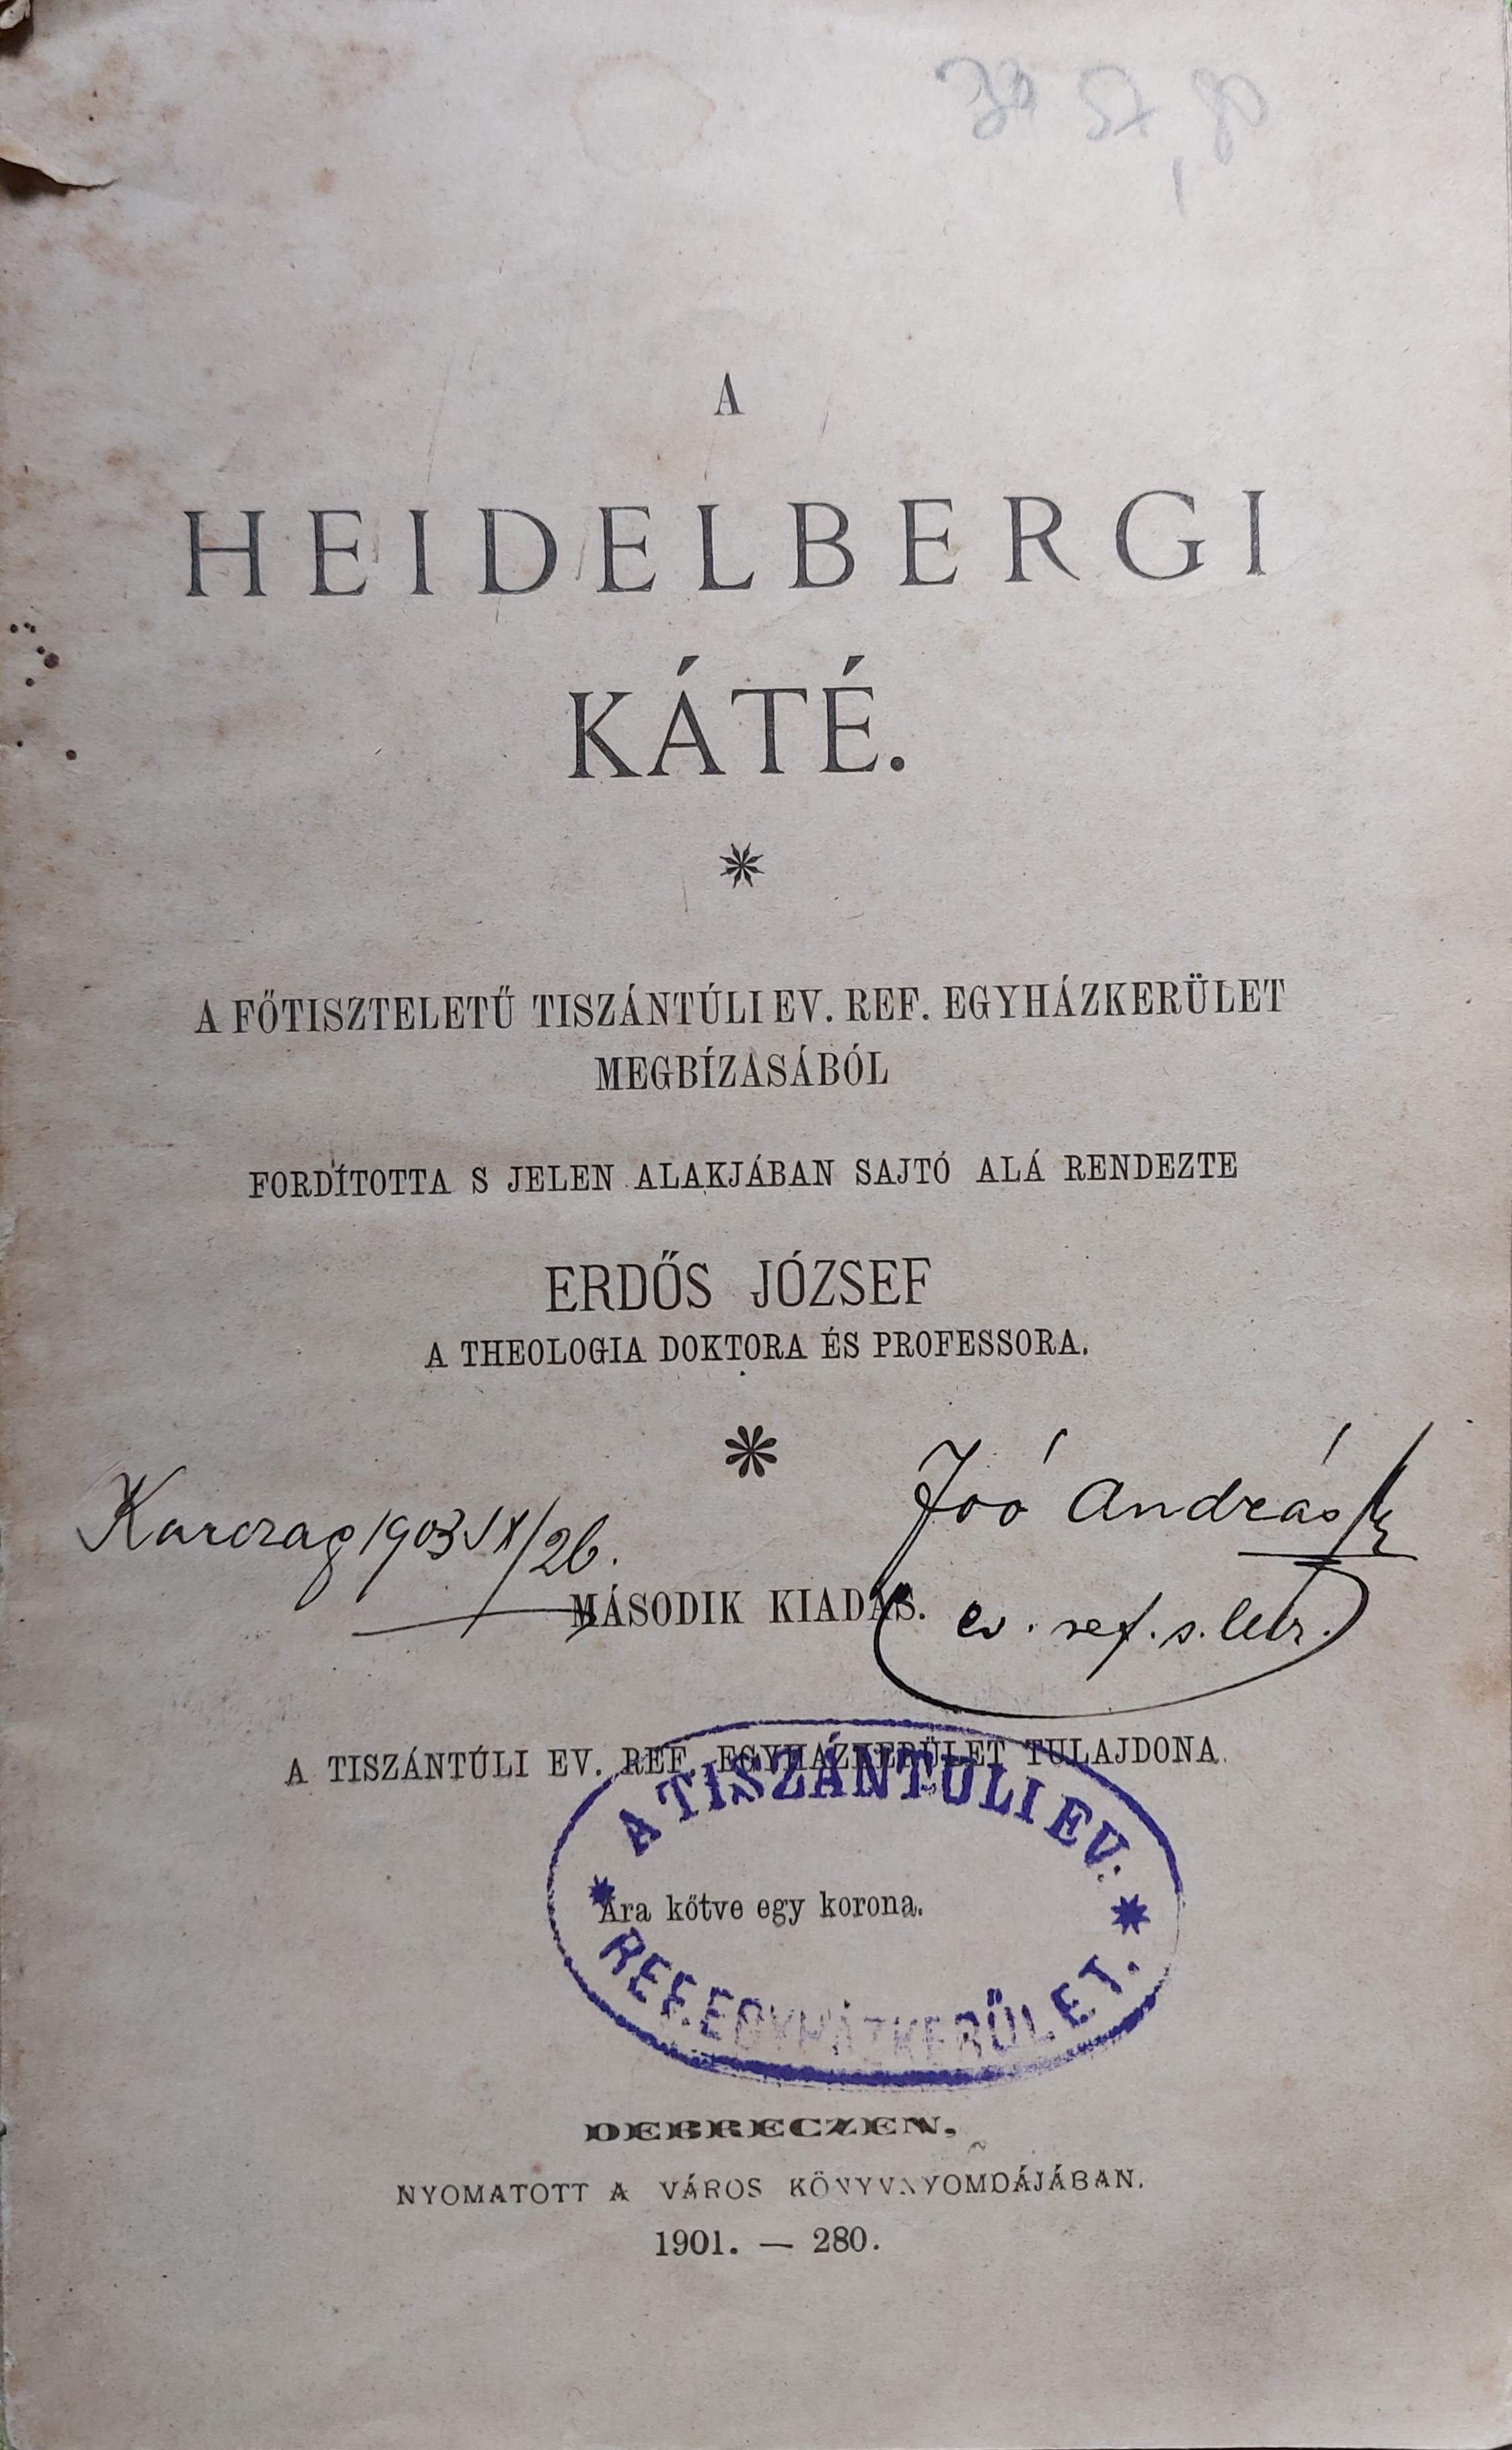 A
HEIDELBERGI
KÁTÉ.
A FŐTISZTELETŰ TISZÁNTÚLI EV. REF. EGYHÁZKERÜLET
MEGBÍZASÁBÓL
FORDÍTOTTA S JELEN ALAKJÁBAN SAJTÓ ALÁ RENDEZTE
ERDŐS JÓZSEF
A THEOLOGIA DOKTORA ÉS PROFESSORA.
Karczag 1903 IX/26.
Joó András
ev. ref. s. lelk.
MÁSODIK KIADÁS.
A TISZÁNTÚLI EV. REF. EGYHÁZKERÜLET TULAJDONA.
A TISZÁNTÚLI EV.
Ára kötve egy korona.
REF. EGYHÁZKERÜLET.
DEBRECZEN,
NYOMATOTT A VÁROS KÖNYVNYOMDÁJÁBAN.
1901. — 280.